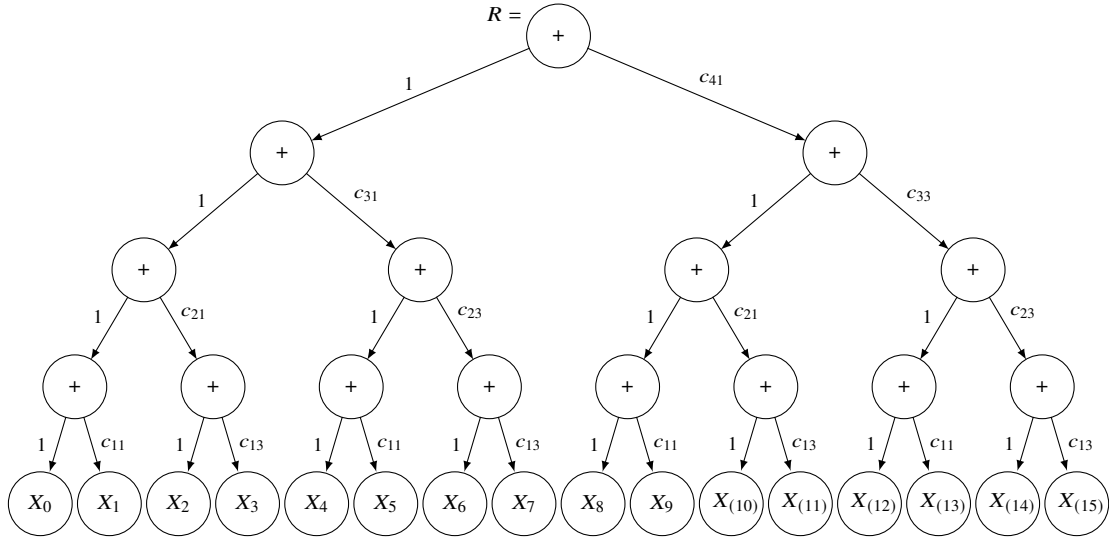 R = +
1 c41
+ +
1 c31 1 c33
+ + + +
1 c21 1 c23 1 c21 1 c23
+ + + + + + + +
1 c11 1 c13 1 c11 1 c13 1 c11 1 c13 1 c11 1 c13
X0 X1 X2 X3 X4 X5 X6 X7 X8 X9 X(10) X(11) X(12) X(13) X(14) X(15)